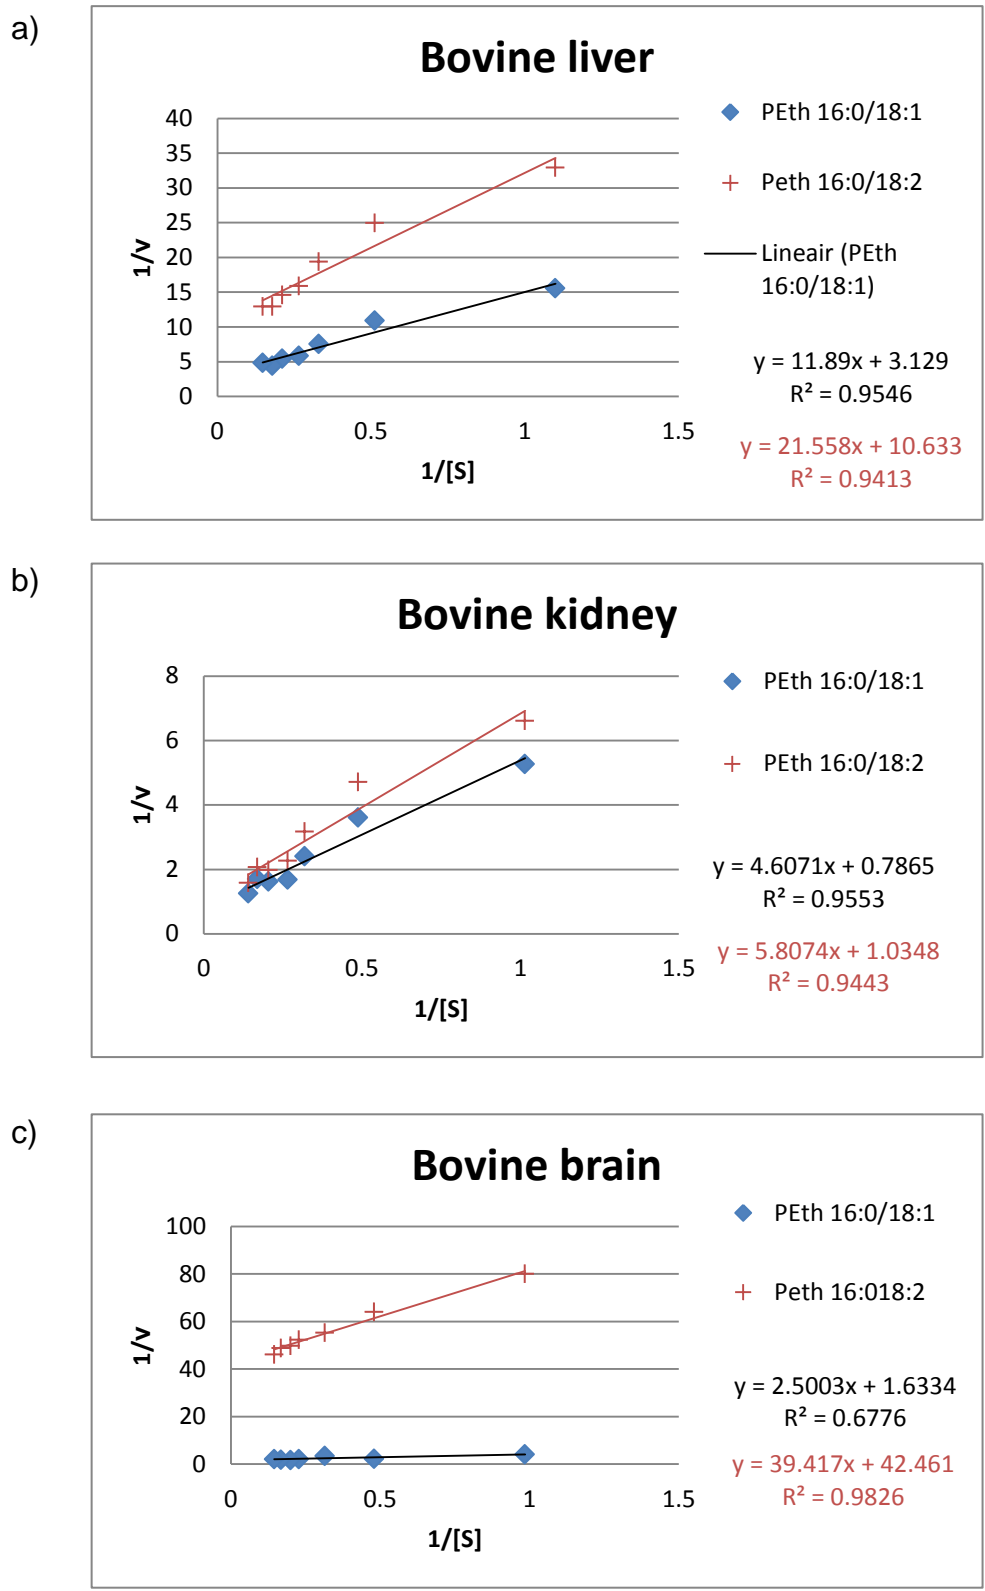 a)
Bovine liver
40
35
30
25
20
15
10
5
0
0
0.5
1
1.5
1/v
1/[S]
PEth 16:0/18:1
Peth 16:0/18:2
Lineair (PEth
16:0/18:1)
y = 11.89x + 3.129
R² = 0.9546
y = 21.558x + 10.633
R² = 0.9413
b)
Bovine kidney
8
6
4
2
0
0
0.5
1
1.5
1/v
1/[S]
PEth 16:0/18:1
PEth 16:0/18:2
y = 4.6071x + 0.7865
R² = 0.9553
y = 5.8074x + 1.0348
R² = 0.9443
c)
Bovine brain
100
80
60
40
20
0
0
0.5
1
1.5
1/v
1/[S]
PEth 16:0/18:1
Peth 16:018:2
y = 2.5003x + 1.6334
R² = 0.6776
y = 39.417x + 42.461
R² = 0.9826